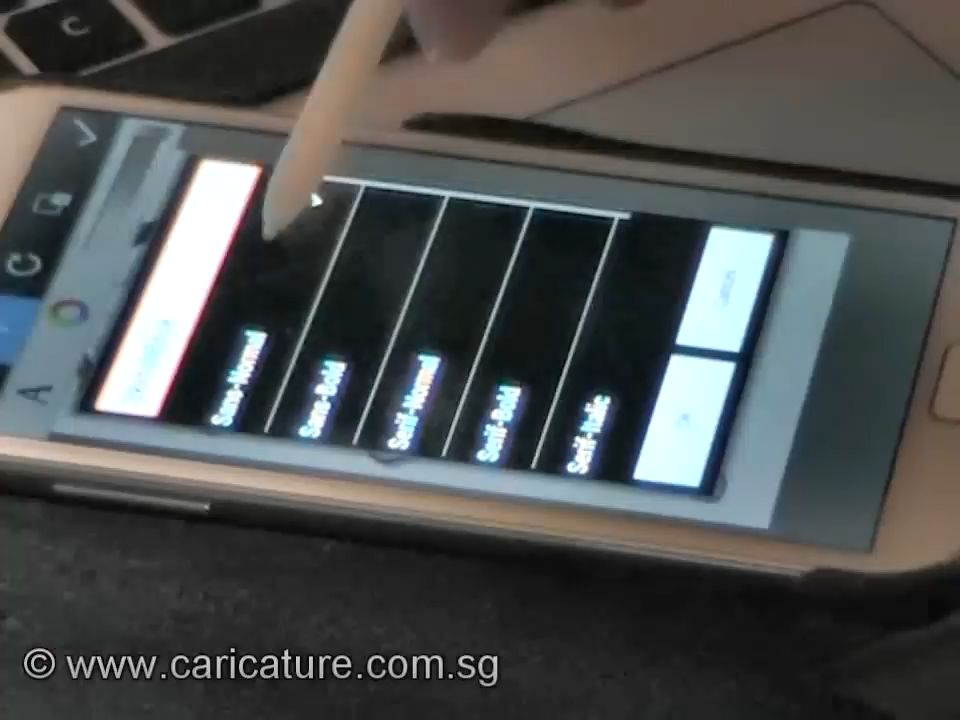 C
A
Sans-Normal
Sans-Bold
Serif-Normal
Serif-Bold
Serif-Italic
© www.caricature.com.sg